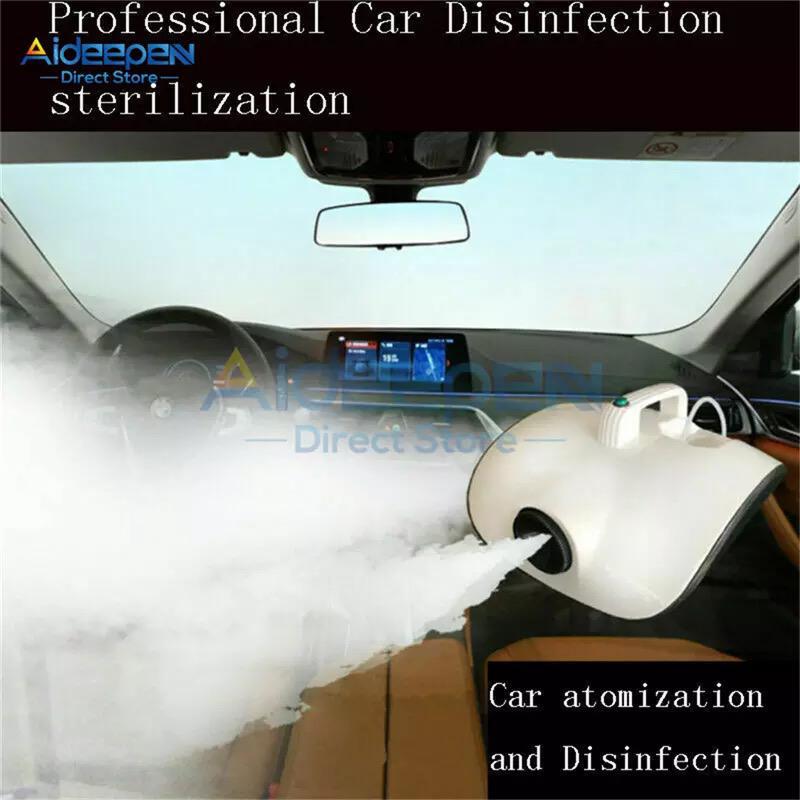 Professional Car Disinfection
Aideepen
Direct Store
sterilization
Aideepen
Direct Store
Car atomization
and Disinfection